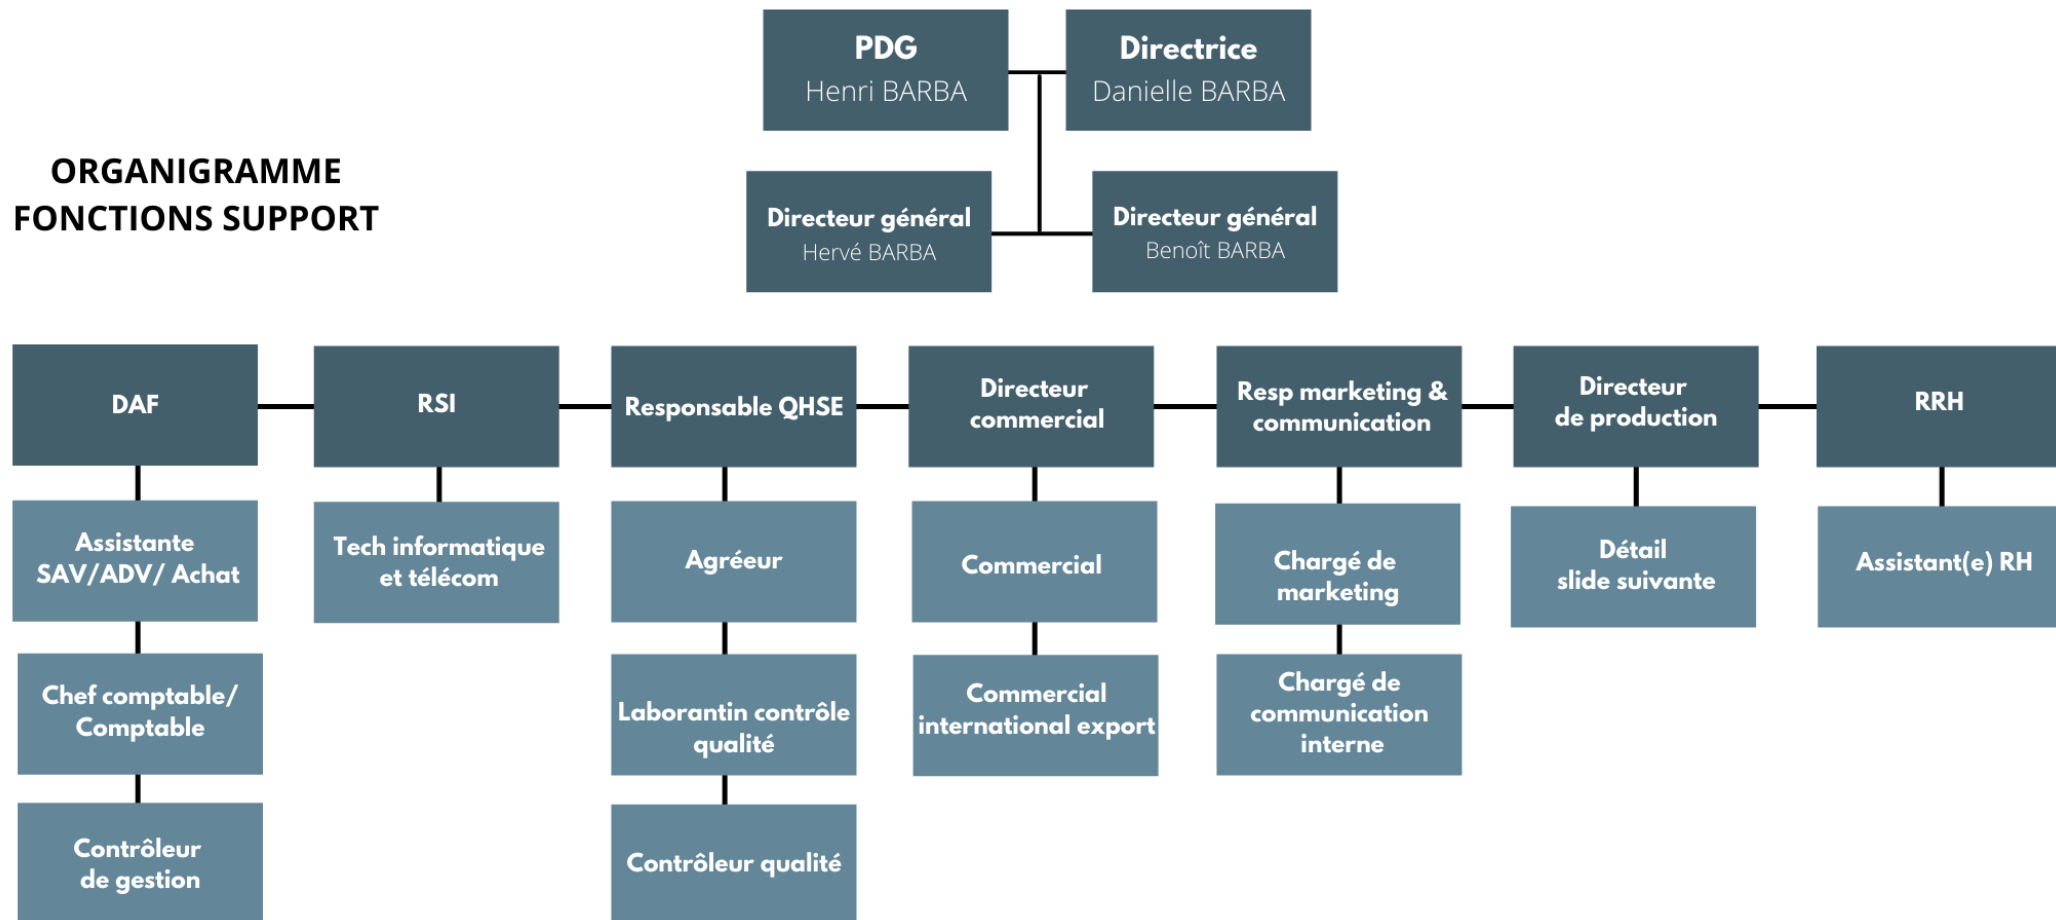 PDG
Henri BARBA
Directrice
Danielle BARBA
ORGANIGRAMME
FONCTIONS SUPPORT
Directeur général
Hervé BARBA
Directeur général
Benoît BARBA
DAF
RSI
Responsable QHSE
Directeur
commercial
Resp marketing &
communication
Directeur
de production
RRH
Assistante
SAV/ADV/ Achat
Tech informatique
et télécom
Agréeur
Commercial
Chargé de
marketing
Détail
slide suivante
Assistant(e) RH
Chef comptable/
Comptable
Laborantin contrôle
qualité
Commercial
international export
Chargé de
communication
interne
Contrôleur
de gestion
Contrôleur qualité